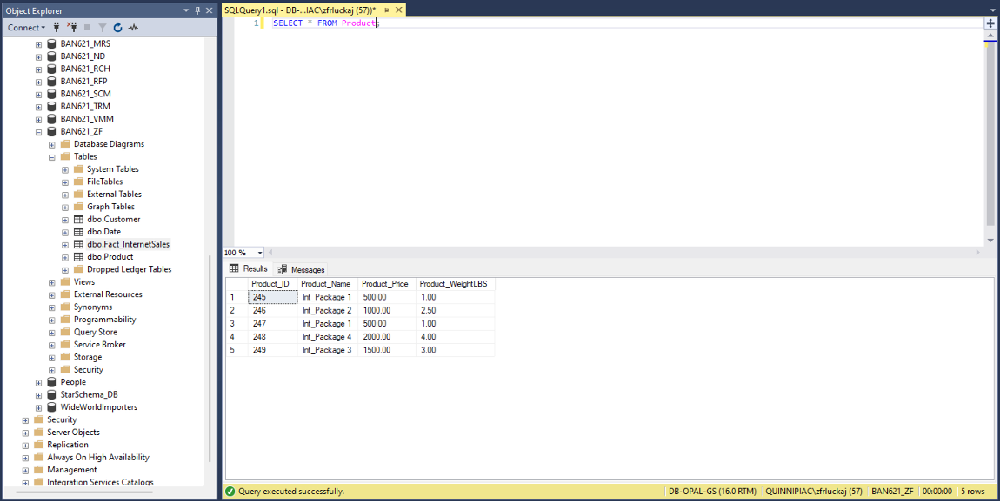 Object Explorer
Connect
BAN621_MRS
BAN621_ND
BAN621_RCH
BAN621_RFP
BAN621_SCM
BAN621_TRM
BAN621_VMM
BAN621_ZF
Database Diagrams
Tables
System Tables
FileTables
External Tables
Graph Tables
dbo.Customer
dbo.Date
dbo.Fact_InternetSales
dbo.Product
Dropped Ledger Tables
Views
External Resources
Synonyms
Programmability
Query Store
Service Broker
Storage
Security
People
StarSchema_DB
WideWorldImporters
Security
Server Objects
Replication
Always On High Availability
Management
Integration Services Catalogs
SQLQuery1.sql - DB-...IAC\zfrluckaj (57))*
1 SELECT * FROM Product;
100 %
Results Messages
Product_ID Product_Name Product_Price Product_WeightLBS
1 245 Int_Package 1 500.00 1.00
2 246 Int_Package 2 1000.00 2.50
3 247 Int_Package 1 500.00 1.00
4 248 Int_Package 4 2000.00 4.00
5 249 Int_Package 3 1500.00 3.00
Query executed successfully. DB-OPAL-GS (16.0 RTM) QUINNIPIAC\zfrluckaj (57) BAN621_ZF 00:00:00 5 rows